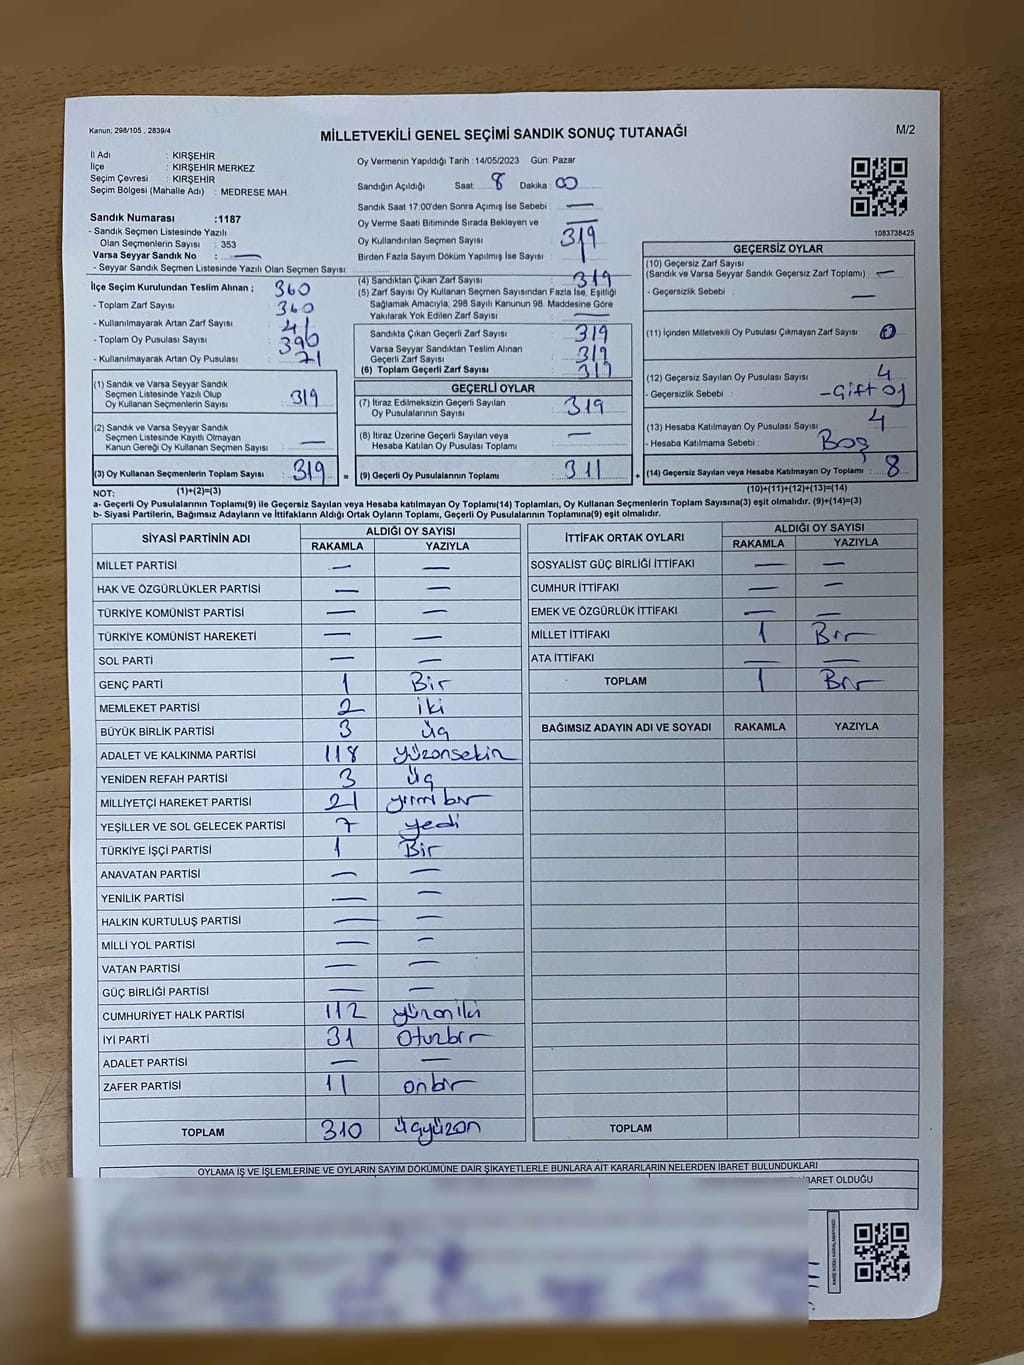 Kanun; 298/105 , 2839/4
MİLLETVEKİLİ GENEL SEÇİMİ SANDIK SONUÇ TUTANAĞI
M/2
İl Adı : KIRŞEHİR
İlçe : KIRŞEHİR MERKEZ
Seçim Çevresi : KIRŞEHİR
Seçim Bölgesi (Mahalle Adı) : MEDRESE MAH.
Sandık Numarası :1187
- Sandık Seçmen Listesinde Yazılı
Olan Seçmenlerin Sayısı : 353
Varsa Seyyar Sandık No : —
- Seyyar Sandık Seçmen Listesinde Yazılı Olan Seçmen Sayısı:
Oy Vermenin Yapıldığı Tarih : 14/05/2023 Gün: Pazar
Sandığın Açıldığı Saat 8 Dakika : 00
Sandık Saat 17:00'den Sonra Açımış İse Sebebi : —
Oy Verme Saati Bitiminde Sırada Bekleyen ve —
Oy Kullandırılan Seçmen Sayısı 319
Birden Fazla Sayım Döküm Yapılmış İse Sayısı :
1083738425
İlçe Seçim Kurulundan Teslim Alınan ; 360
- Toplam Zarf Sayısı : 360
- Kullanılmayarak Artan Zarf Sayısı : 41
- Toplam Oy Pusulası Sayısı : 390
- Kullanılmayarak Artan Oy Pusulası : 71
(1) Sandık ve Varsa Seyyar Sandık
Seçmen Listesinde Yazılı Olup
Oy Kullanan Seçmenlerin Sayısı : 319
(2) Sandık ve Varsa Seyyar Sandık
Seçmen Listesinde Kayıtlı Olmayan
Kanun Gereği Oy Kullanan Seçmen Sayısı : —
(3) Oy Kullanan Seçmenlerin Toplam Sayısı : 319 =
(4) Sandıktan Çıkan Zarf Sayısı : 319
(5) Zarf Sayısı Oy Kullanan Seçmen Sayısından Fazla İse, Eşitliği
Sağlamak Amacıyla, 298 Sayılı Kanunun 98. Maddesine Göre
Yakılarak Yok Edilen Zarf Sayısı : —
Sandıkta Çıkan Geçerli Zarf Sayısı : 319
Varsa Seyyar Sandıktan Teslim Alınan
Geçerli Zarf Sayısı : 319
(6) Toplam Geçerli Zarf Sayısı : 317
GEÇERLİ OYLAR
(7) İtiraz Edilmeksizin Geçerli Sayılan
Oy Pusulalarının Sayısı : 319
(8) İtiraz Üzerine Geçerli Sayılan veya
Hesaba Katılan Oy Pusulası Toplamı : —
(9) Geçerli Oy Pusulalarının Toplamı : 311 +
GEÇERSİZ OYLAR
(10) Geçersiz Zarf Sayısı
(Sandık ve Varsa Seyyar Sandık Geçersiz Zarf Toplamı) : —
- Geçersizlik Sebebi : —
(11) İçinden Milletvekili Oy Pusulası Çıkmayan Zarf Sayısı : 0
(12) Geçersiz Sayılan Oy Pusulası Sayısı : 4
- Geçersizlik Sebebi : -Gift oy
(13) Hesaba Katılmayan Oy Pusulası Sayısı : 4
- Hesaba Katılmama Sebebi : Boş
(14) Geçersiz Sayılan veya Hesaba Katılmayan Oy Toplamı : 8
NOT: (1)+(2)=(3) (10)+(11)+(12)+(13)=(14)
a- Geçerli Oy Pusulalarının Toplamı(9) ile Geçersiz Sayılan veya Hesaba katılmayan Oy Toplamı(14) Toplamları, Oy Kullanan Seçmenlerin Toplam Sayısına(3) eşit olmalıdır. (9)+(14)=(3)
b- Siyasi Partilerin, Bağımsız Adayların ve İttifakların Aldığı Ortak Oyların Toplamı, Geçerli Oy Pusulalarının Toplamına(9) eşit olmalıdır.
SİYASİ PARTİNİN ADI ALDIĞI OY SAYISI
RAKAMLA YAZIYLA
MİLLET PARTİSİ — —
HAK VE ÖZGÜRLÜKLER PARTİSİ — —
TÜRKİYE KOMÜNİST PARTİSİ — —
TÜRKİYE KOMÜNİST HAREKETİ — —
SOL PARTİ — —
GENÇ PARTİ 1 Bir
MEMLEKET PARTİSİ 2 iki
BÜYÜK BİRLİK PARTİSİ 3 üç
ADALET VE KALKINMA PARTİSİ 118 yüzonsekiz
YENİDEN REFAH PARTİSİ 3 üç
MİLLİYETÇİ HAREKET PARTİSİ 21 yirmi bir
YEŞİLLER VE SOL GELECEK PARTİSİ 7 yedi
TÜRKİYE İŞÇİ PARTİSİ 1 Bir
ANAVATAN PARTİSİ — —
YENİLİK PARTİSİ — —
HALKIN KURTULUŞ PARTİSİ — —
MİLLİ YOL PARTİSİ — —
VATAN PARTİSİ — —
GÜÇ BİRLİĞİ PARTİSİ — —
CUMHURİYET HALK PARTİSİ 112 yüzoniki
İYİ PARTİ 31 Otuzbir
ADALET PARTİSİ — —
ZAFER PARTİSİ 11 onbir
TOPLAM 310 üçyüzon
İTTİFAK ORTAK OYLARI ALDIĞI OY SAYISI
RAKAMLA YAZIYLA
SOSYALİST GÜÇ BİRLİĞİ İTTİFAKI — —
CUMHUR İTTİFAKI — —
EMEK VE ÖZGÜRLÜK İTTİFAKI — —
MİLLET İTTİFAKI 1 Bir
ATA İTTİFAKI — —
TOPLAM 1 Bir
BAĞIMSIZ ADAYIN ADI VE SOYADI RAKAMLA YAZIYLA
TOPLAM
OYLAMA İŞ VE İŞLEMLERİNE VE OYLARIN SAYIM DÖKÜMÜNE DAİR ŞİKAYETLERLE BUNLARA AİT KARARLARIN NELERDEN İBARET BULUNDUKLARI
İBARET OLDUĞU